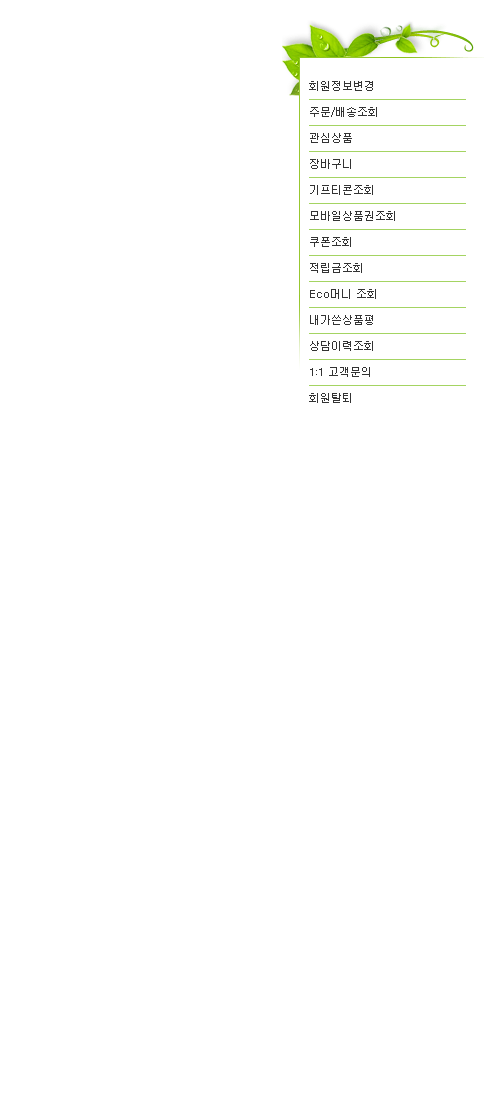 회원정보변경
주문/배송조회
관심상품
장바구니
기프티콘조회
모바일상품권조회
쿠폰조회
적립금조회
Eco머니 조회
내가쓴상품평
상담이력조회
1:1 고객문의
회원탈퇴